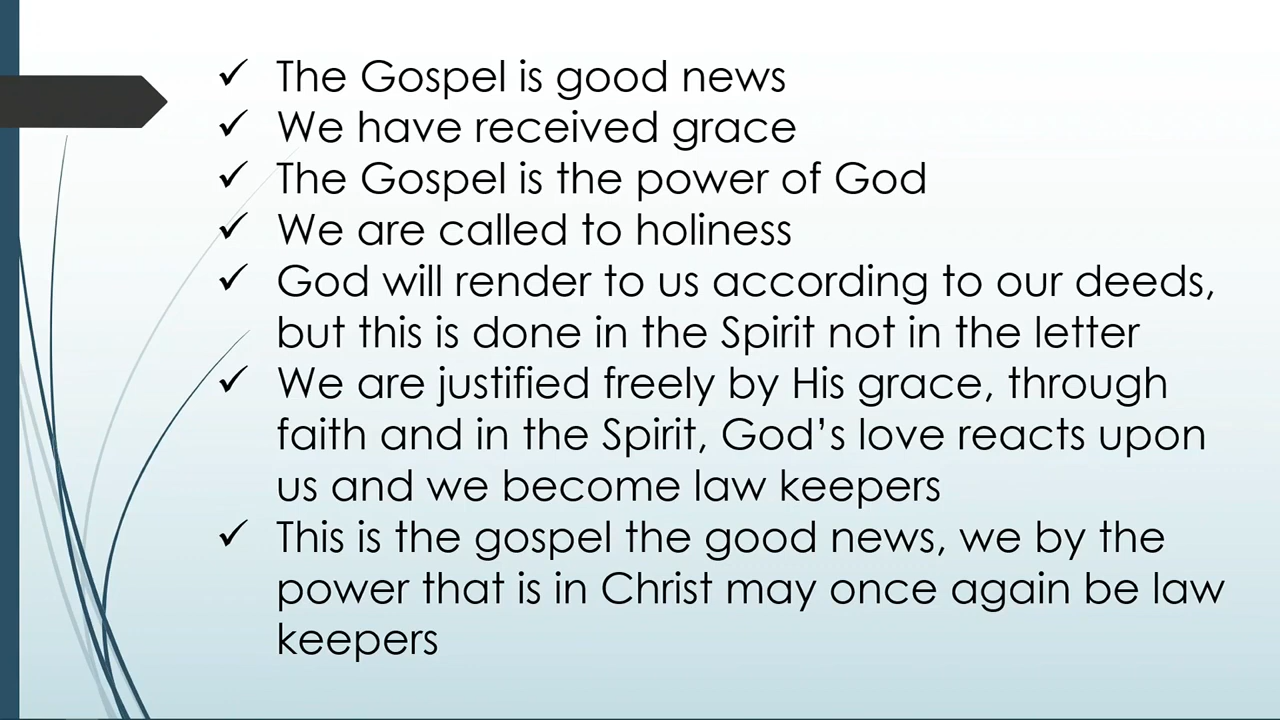 ✓ The Gospel is good news
✓ We have received grace
✓ The Gospel is the power of God
✓ We are called to holiness
✓ God will render to us according to our deeds,
but this is done in the Spirit not in the letter
✓ We are justified freely by His grace, through
faith and in the Spirit, God’s love reacts upon
us and we become law keepers
✓ This is the gospel the good news, we by the
power that is in Christ may once again be law
keepers